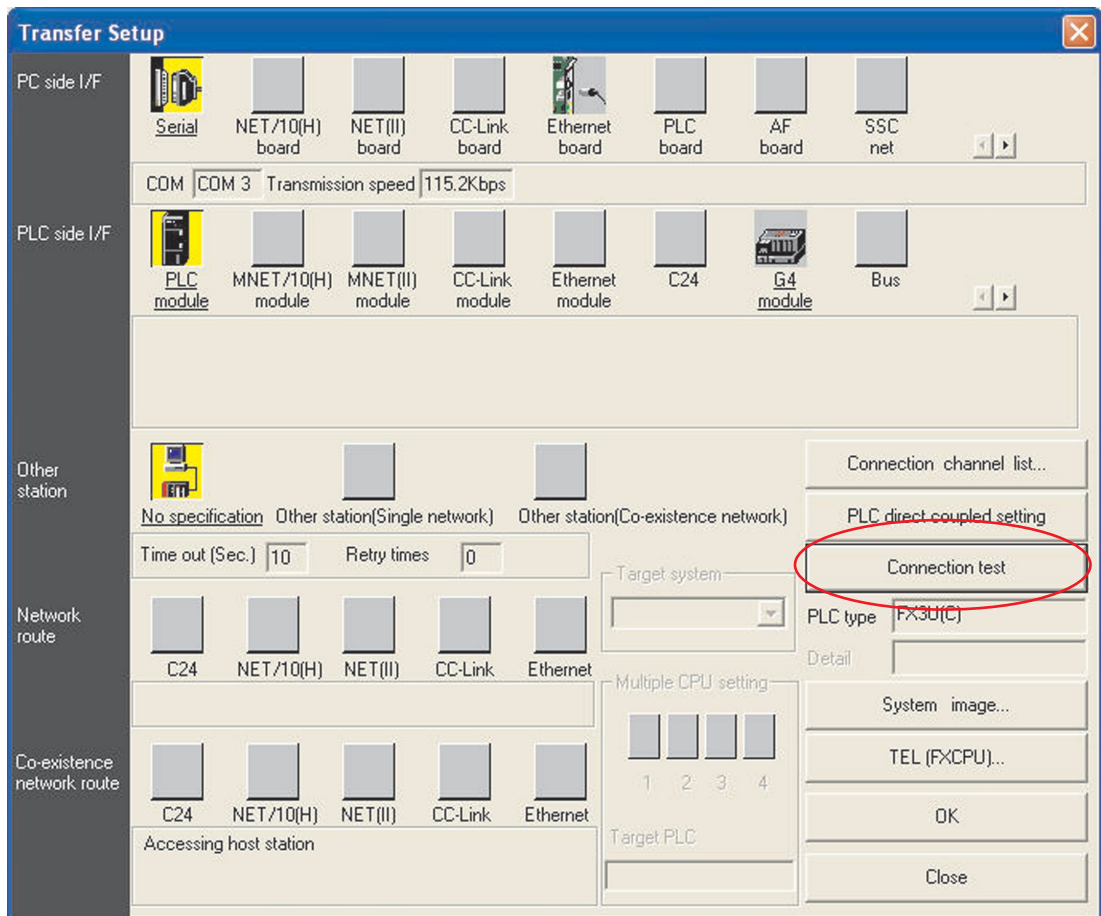 Transfer Setup
PC side I/F
Serial
NET/10(H) board
NET(II) board
CC-Link board
Ethernet board
PLC board
AF board
SSC net
COM COM 3 Transmission speed 115.2Kbps
PLC side I/F
PLC module
MNET/10(H) module
MNET(II) module
CC-Link module
Ethernet module
C24
G4 module
Bus
Other station
No specification
Other station(Single network)
Other station(Co-existence network)
Time out (Sec.) 10 Retry times 0
Connection channel list...
PLC direct coupled setting
Connection test
PLC type FX3U(C)
Detail
System image...
TEL (FXCPU)...
OK
Close
Target system
Multiple CPU setting
1 2 3 4
Target PLC
Network route
C24
NET/10(H)
NET(II)
CC-Link
Ethernet
Co-existence network route
C24
NET/10(H)
NET(II)
CC-Link
Ethernet
Accessing host station